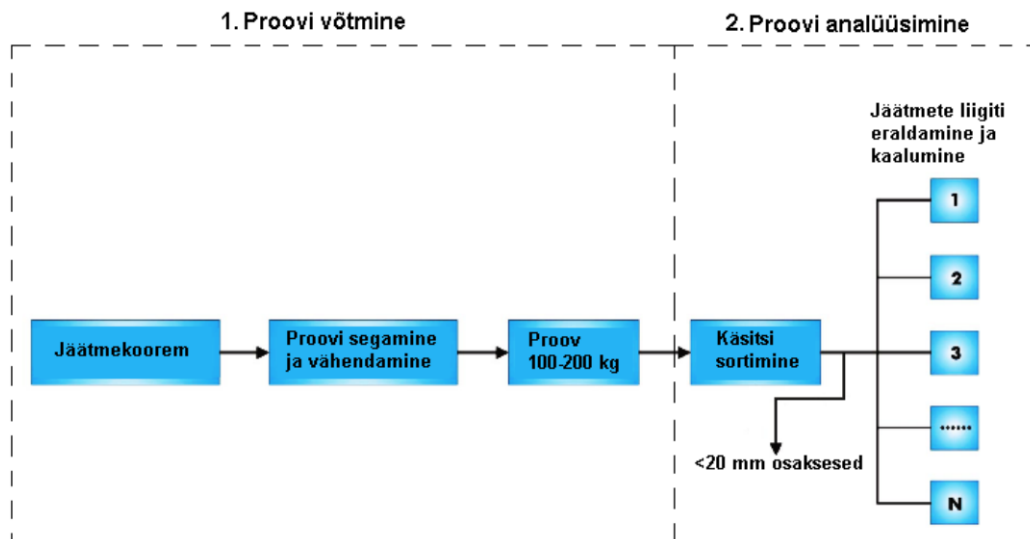 1. Proovi võtmine
2. Proovi analüüsimine
Jäätmekoorem
Proovi segamine
ja vähendamine
Proov
100-200 kg
Käsitsi
sortimine
<20 mm osaksesed
Jäätmete liigiti
eraldamine ja
kaalumine
1
2
3
......
N